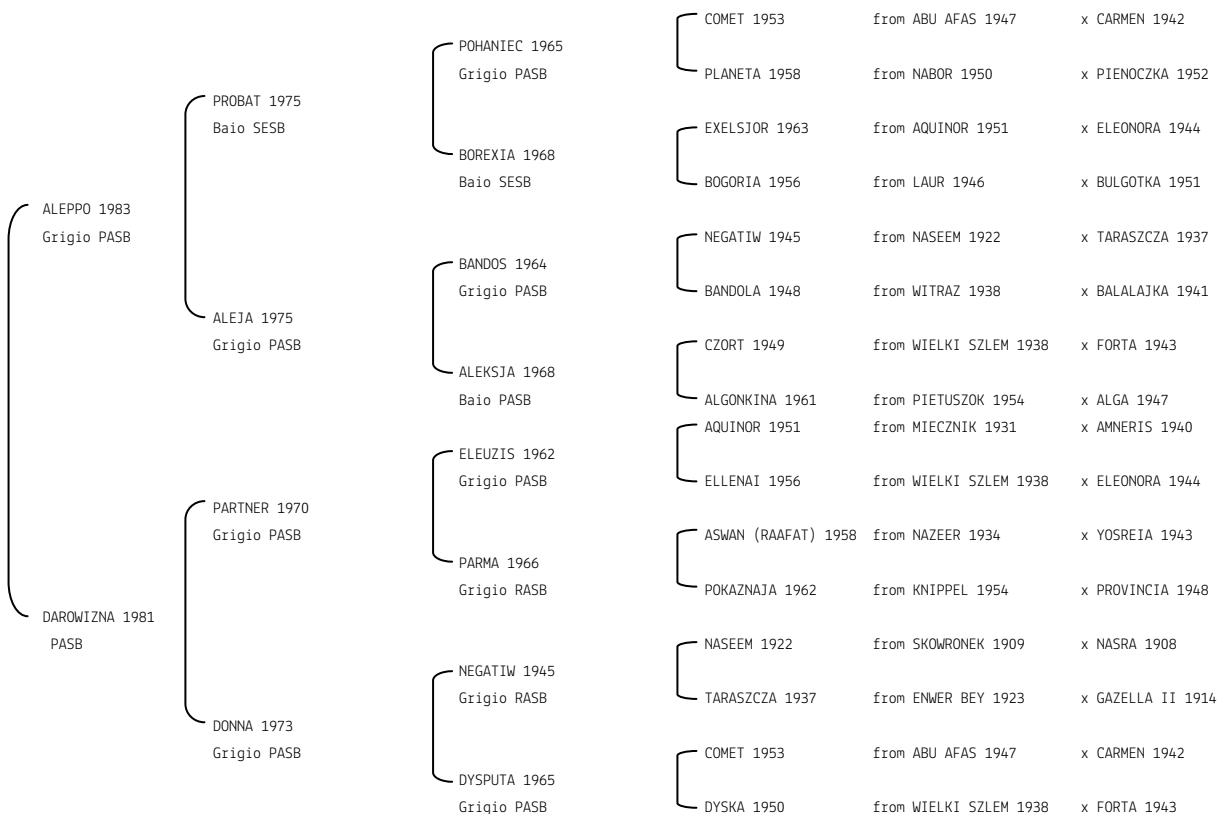 COMET 1953 from ABU AFAS 1947 x CARMEN 1942
POHANIEC 1965
Grigio PASB
PLANETA 1958 from NABOR 1950 x PIENOCZKA 1952
PROBAT 1975
Baio SESB
EXELSJOR 1963 from AQUINOR 1951 x ELEONORA 1944
BOREXIA 1968
Baio SESB
BOGORIA 1956 from LAUR 1946 x BULGOTKA 1951
ALEPPO 1983
Grigio PASB
NEGATIW 1945 from NASEEM 1922 x TARASZCZA 1937
BANDOS 1964
Grigio PASB
BANDOLA 1948 from WITRAZ 1938 x BALALAJKA 1941
ALEJA 1975
Grigio PASB
CZORT 1949 from WIELKI SZLEM 1938 x FORTA 1943
ALEKSJA 1968
Baio PASB
ALGONKINA 1961 from PIETUSZOK 1954 x ALGA 1947
AQUINOR 1951 from MIECZNIK 1931 x AMNERIS 1940
ELEUZIS 1962
Grigio PASB
ELLENAI 1956 from WIELKI SZLEM 1938 x ELEONORA 1944
PARTNER 1970
Grigio PASB
ASWAN (RAAFAT) 1958 from NAZEER 1934 x YOSREIA 1943
PARMA 1966
Grigio RASB
POKAZNAJA 1962 from KNIPPEL 1954 x PROVINCIA 1948
DAROWIZNA 1981
PASB
NASEEM 1922 from SKOWRONEK 1909 x NASRA 1908
NEGATIW 1945
Grigio RASB
TARASZCZA 1937 from ENWER BEY 1923 x GAZELLA II 1914
DONNA 1973
Grigio PASB
COMET 1953 from ABU AFAS 1947 x CARMEN 1942
DYSPUTA 1965
Grigio PASB
DYSKA 1950 from WIELKI SZLEM 1938 x FORTA 1943